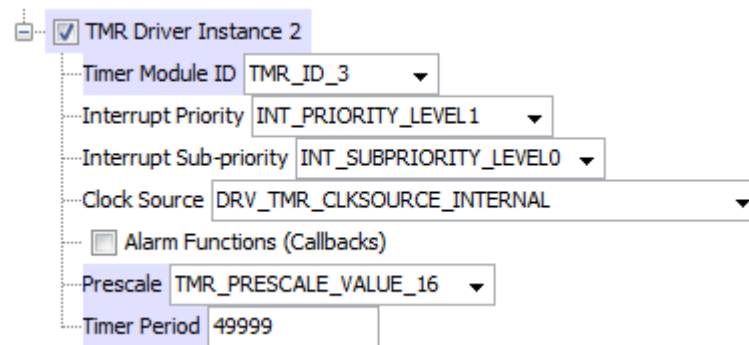 TMR Driver Instance 2
Timer Module ID TMR_ID_3
Interrupt Priority INT_PRIORITY_LEVEL1
Interrupt Sub-priority INT_SUBPRIORITY_LEVEL0
Clock Source DRV_TMR_CLKSOURCE_INTERNAL
Alarm Functions (Callbacks)
Prescale TMR_PRESCALE_VALUE_16
Timer Period 49999